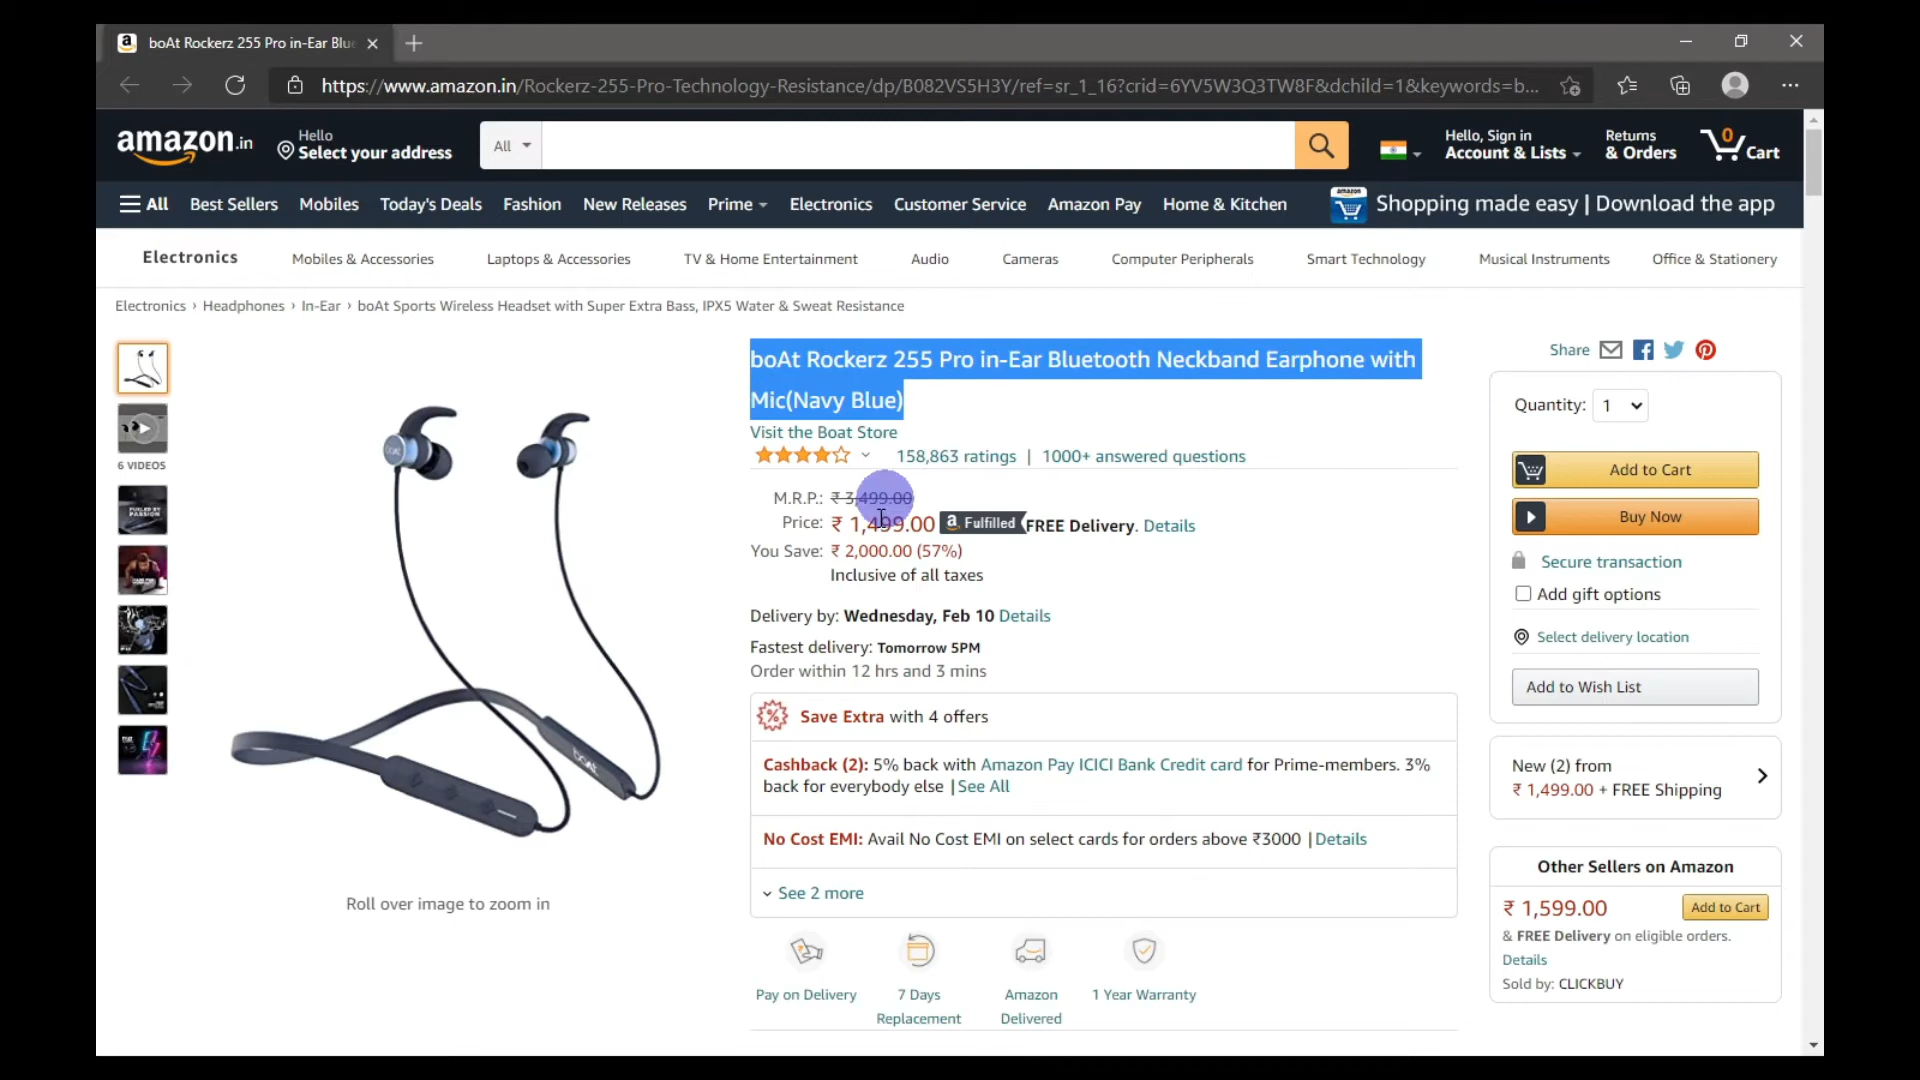 boAt Rockerz 255 Pro in-Ear Blue
https://www.amazon.in/Rockerz-255-Pro-Technology-Resistance/dp/B082VS5H3Y/ref=sr_1_16?crid=6YV5W3Q3TW8F&dchild=1&keywords=b...
amazon.in
Hello
Select your address
All
Hello, Sign in
Account & Lists
Returns
& Orders
0
Cart
All
Best Sellers
Mobiles
Today's Deals
Fashion
New Releases
Prime
Electronics
Customer Service
Amazon Pay
Home & Kitchen
amazon
Shopping made easy | Download the app
Electronics
Mobiles & Accessories
Laptops & Accessories
TV & Home Entertainment
Audio
Cameras
Computer Peripherals
Smart Technology
Musical Instruments
Office & Stationery
Electronics › Headphones › In-Ear › boAt Sports Wireless Headset with Super Extra Bass, IPX5 Water & Sweat Resistance
6 VIDEOS
FUELED BY
PASSION
boAt
boAt
Roll over image to zoom in
boAt Rockerz 255 Pro in-Ear Bluetooth Neckband Earphone with
Mic(Navy Blue)
Visit the Boat Store
158,863 ratings | 1000+ answered questions
M.R.P.: ₹ 3,499.00
Price: ₹ 1,499.00 a Fulfilled FREE Delivery. Details
You Save: ₹ 2,000.00 (57%)
Inclusive of all taxes
Delivery by: Wednesday, Feb 10 Details
Fastest delivery: Tomorrow 5PM
Order within 12 hrs and 3 mins
% Save Extra with 4 offers
Cashback (2): 5% back with Amazon Pay ICICI Bank Credit card for Prime-members. 3%
back for everybody else | See All
No Cost EMI: Avail No Cost EMI on select cards for orders above ₹3000 | Details
See 2 more
Pay on Delivery
7 Days
Replacement
Amazon
Delivered
1 Year Warranty
Share
Quantity: 1
Add to Cart
Buy Now
Secure transaction
Add gift options
Select delivery location
Add to Wish List
New (2) from
₹ 1,499.00 + FREE Shipping
Other Sellers on Amazon
₹ 1,599.00
Add to Cart
& FREE Delivery on eligible orders.
Details
Sold by: CLICKBUY